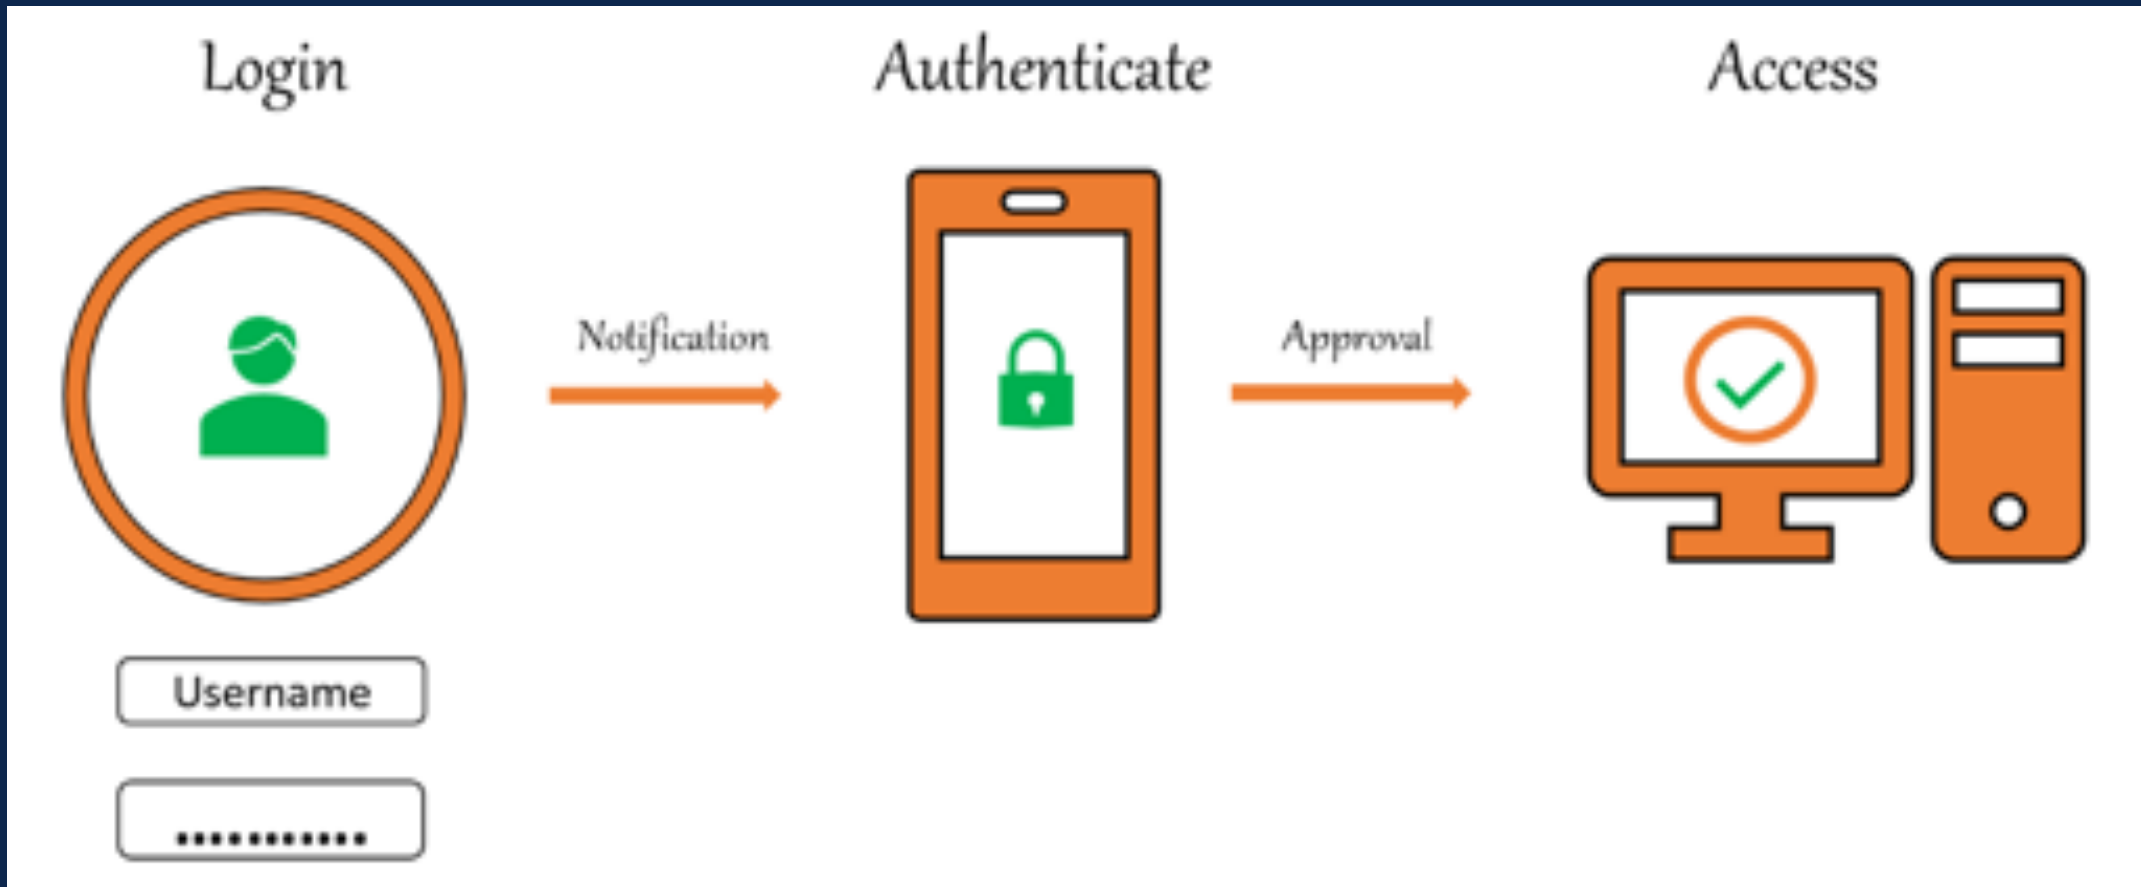 Login
Authenticate
Access
Notification
Approval
Username
...........